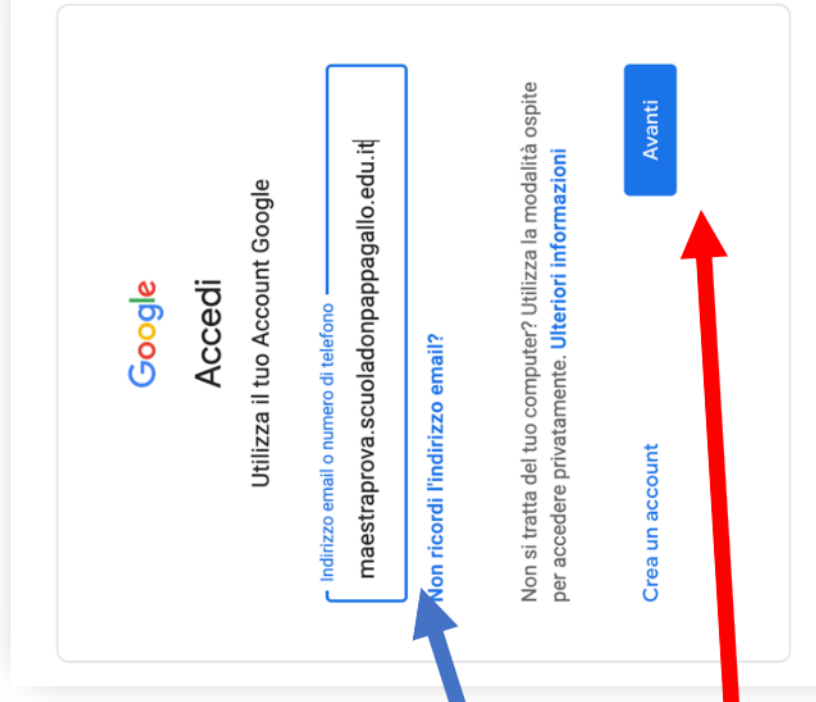 Google
Accedi
Utilizza il tuo Account Google
Indirizzo email o numero di telefono
maestraprova.scuoladonpappagallo.edu.it
Non ricordi l'indirizzo email?
Non si tratta del tuo computer? Utilizza la modalità ospite
per accedere privatamente. Ulteriori informazioni
Crea un account
Avanti